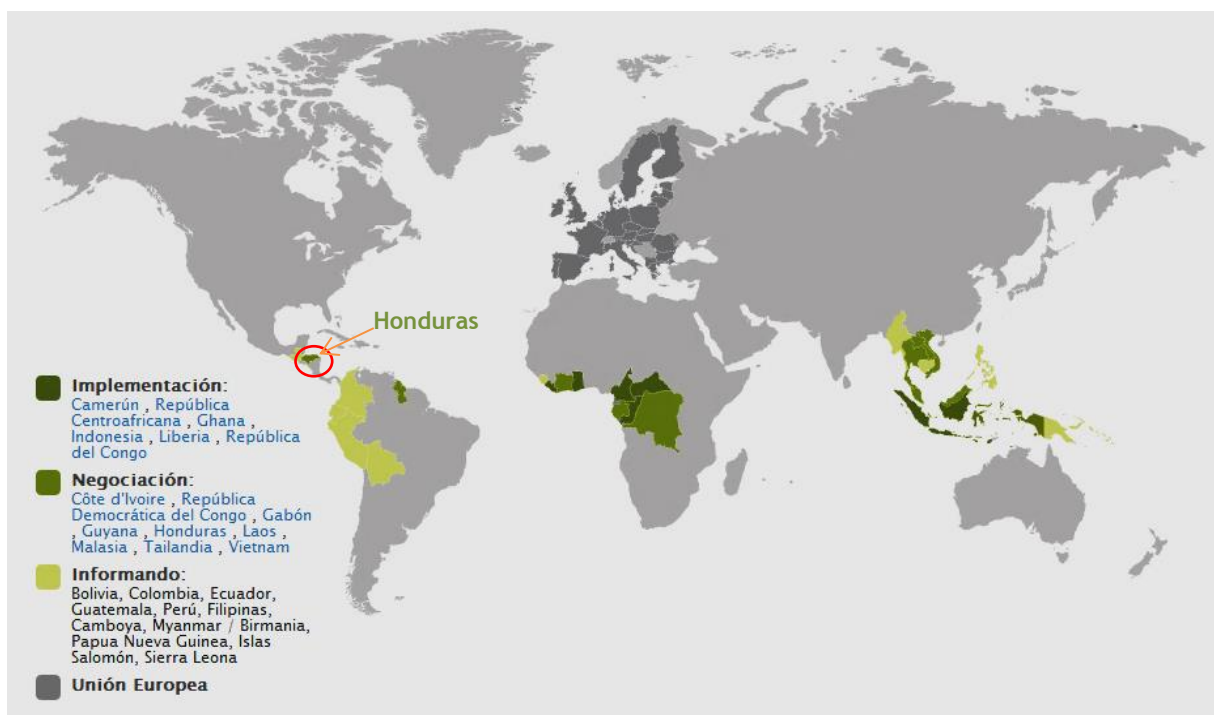 Honduras
Implementación:
Camerún , República
Centroafricana , Ghana ,
Indonesia , Liberia , República
del Congo
Negociación:
Côte d'Ivoire , República
Democrática del Congo , Gabón
, Guyana , Honduras , Laos ,
Malasia , Tailandia , Vietnam
Informando:
Bolivia, Colombia, Ecuador,
Guatemala, Perú, Filipinas,
Camboya, Myanmar / Birmania,
Papua Nueva Guinea, Islas
Salomón, Sierra Leona
Unión Europea